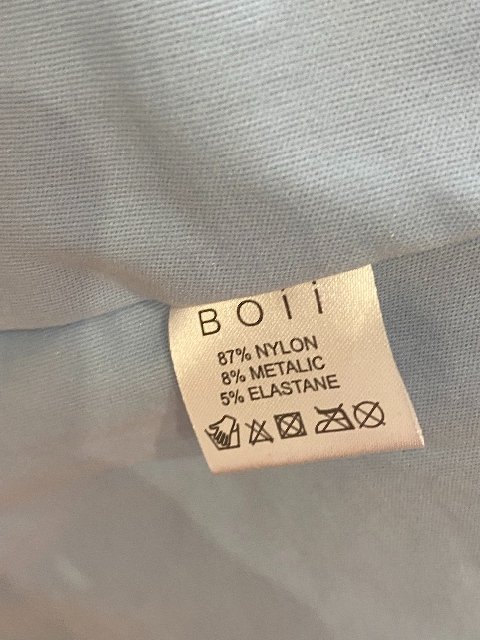 Boii
87% NYLON
8% METALIC
5% ELASTANE